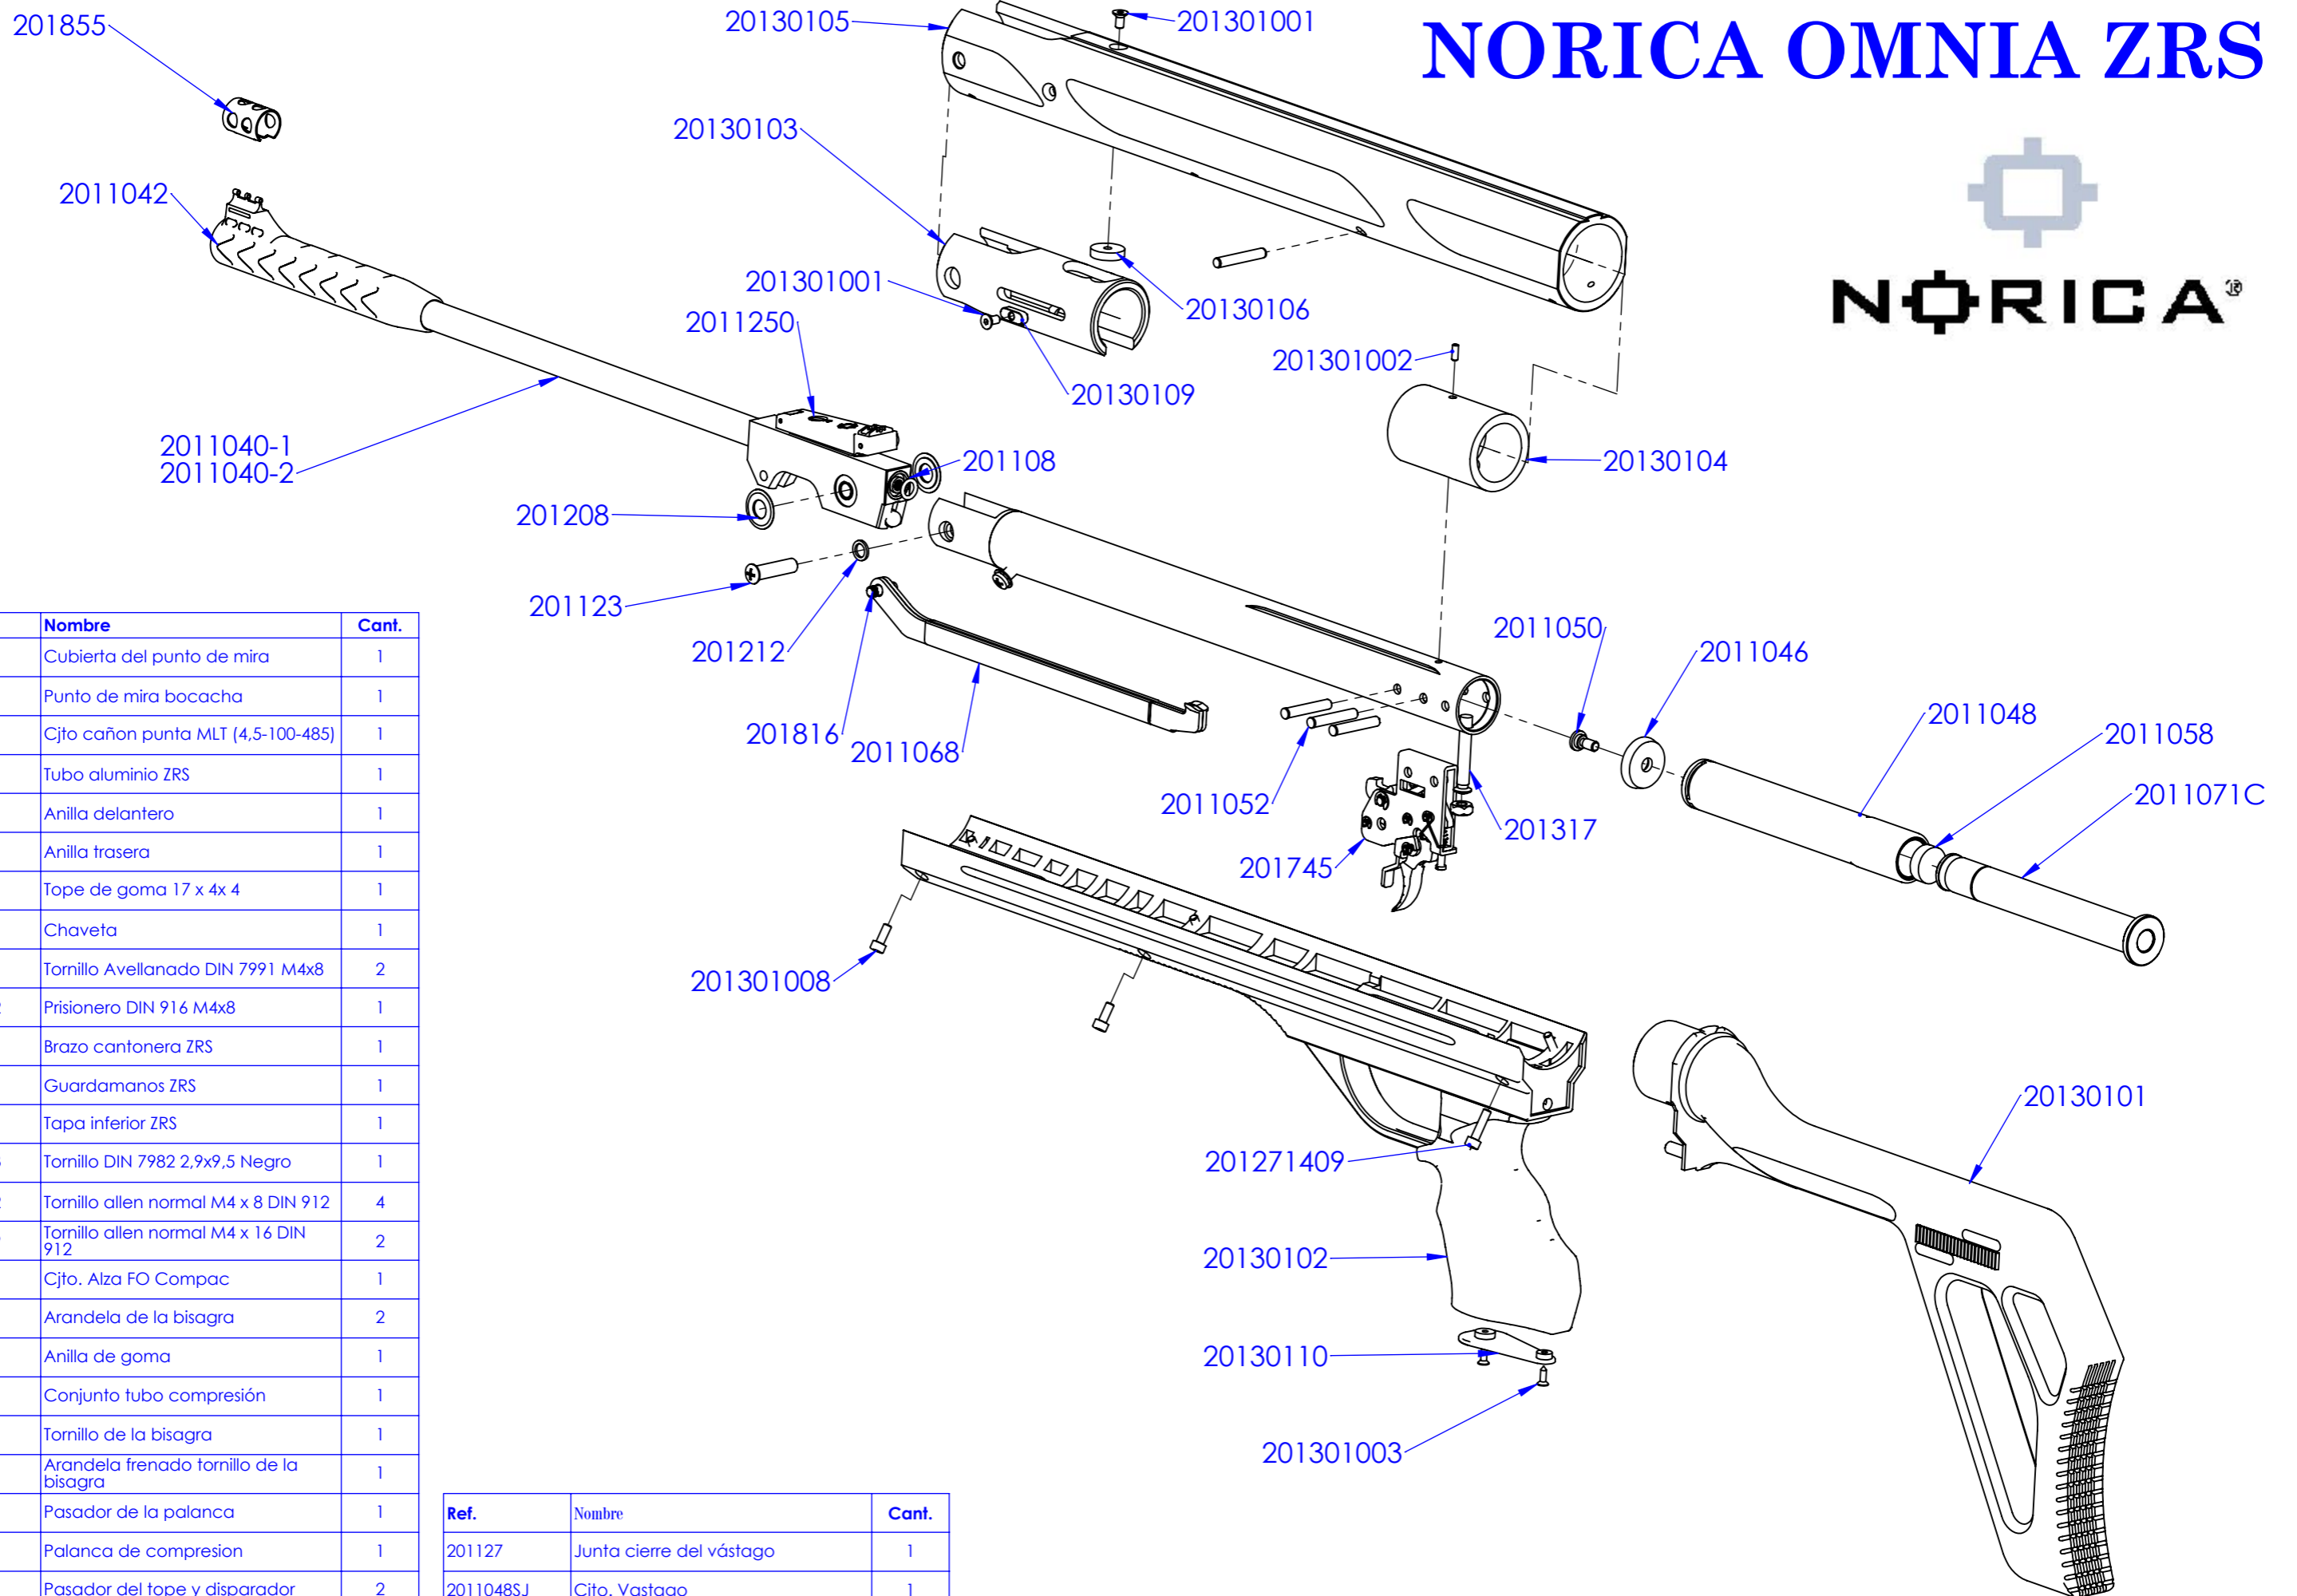 NORICA OMNIA ZRS
NORICA®
201855
20130105
201301001
20130103
2011042
201301001
20130106
2011250
201301002
20130109
2011040-1
2011040-2
201108
20130104
201208
201123
201212
2011050
2011046
201816
2011068
2011048
2011058
2011052
2011071C
201317
201745
201301008
20130101
201271409
20130102
20130110
201301003
Nombre Cant.
Cubierta del punto de mira 1
Punto de mira bocacha 1
Cjto cañon punta MLT (4,5-100-485) 1
Tubo aluminio ZRS 1
Anilla delantero 1
Anilla trasera 1
Tope de goma 17 x 4x 4 1
Chaveta 1
Tornillo Avellanado DIN 7991 M4x8 2
Prisionero DIN 916 M4x8 1
Brazo cantonera ZRS 1
Guardamanos ZRS 1
Tapa inferior ZRS 1
Tornillo DIN 7982 2,9x9,5 Negro 1
Tornillo allen normal M4 x 8 DIN 912 4
Tornillo allen normal M4 x 16 DIN
912 2
Cjto. Alza FO Compac 1
Arandela de la bisagra 2
Anilla de goma 1
Conjunto tubo compresión 1
Tornillo de la bisagra 1
Arandela frenado tornillo de la
bisagra 1
Pasador de la palanca 1
Palanca de compresion 1
Pasador del tope y disparador 2
Ref. Nombre Cant.
201127 Junta cierre del vástago 1
2011048SJ Cjto. Vastago 1